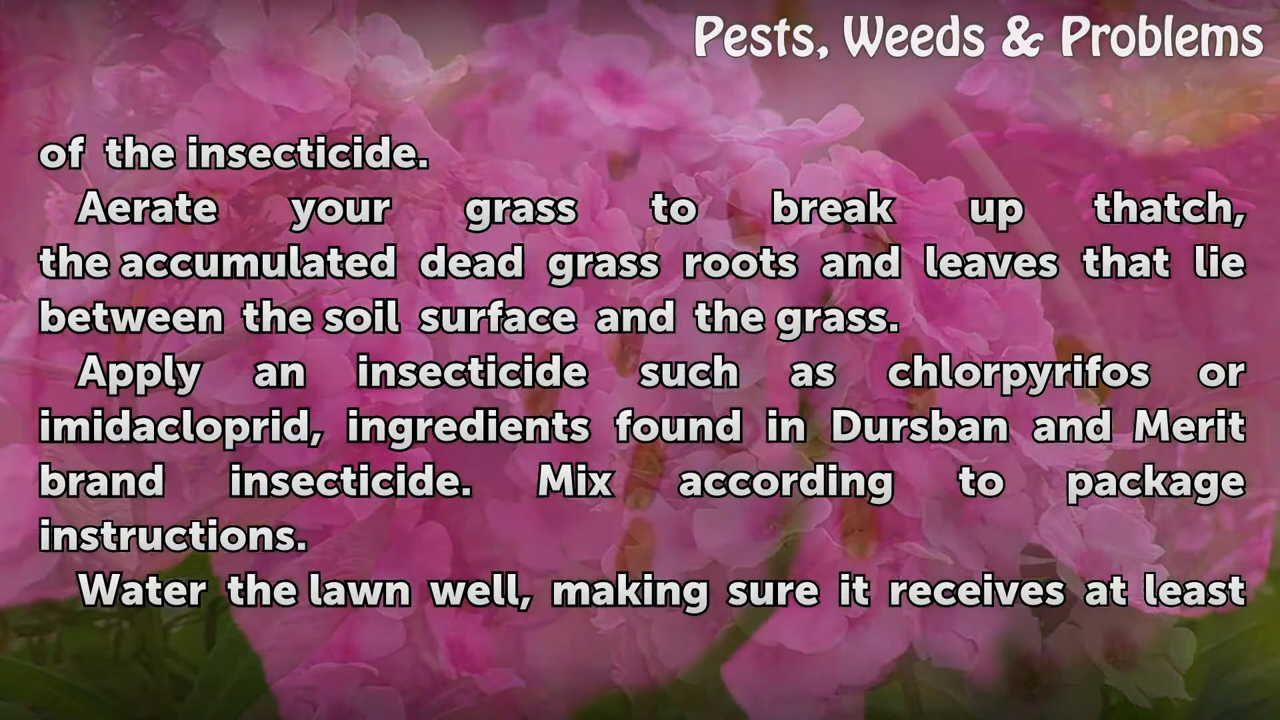 Pests, Weeds & Problems
of the insecticide.
Aerate your grass to break up thatch,
the accumulated dead grass roots and leaves that lie
between the soil surface and the grass.
Apply an insecticide such as chlorpyrifos or
imidacloprid, ingredients found in Dursban and Merit
brand insecticide. Mix according to package
instructions.
Water the lawn well, making sure it receives at least